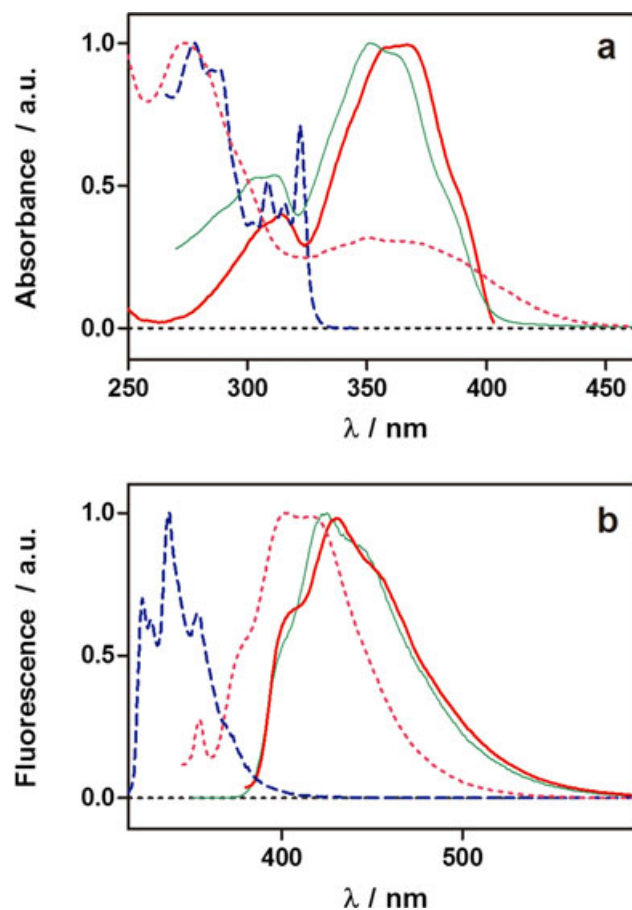 a
Absorbance / a.u.
1.0
0.5
0.0
250 300 350 400 450
λ / nm
b
Fluorescence / a.u.
1.0
0.5
0.0
400 500
λ / nm